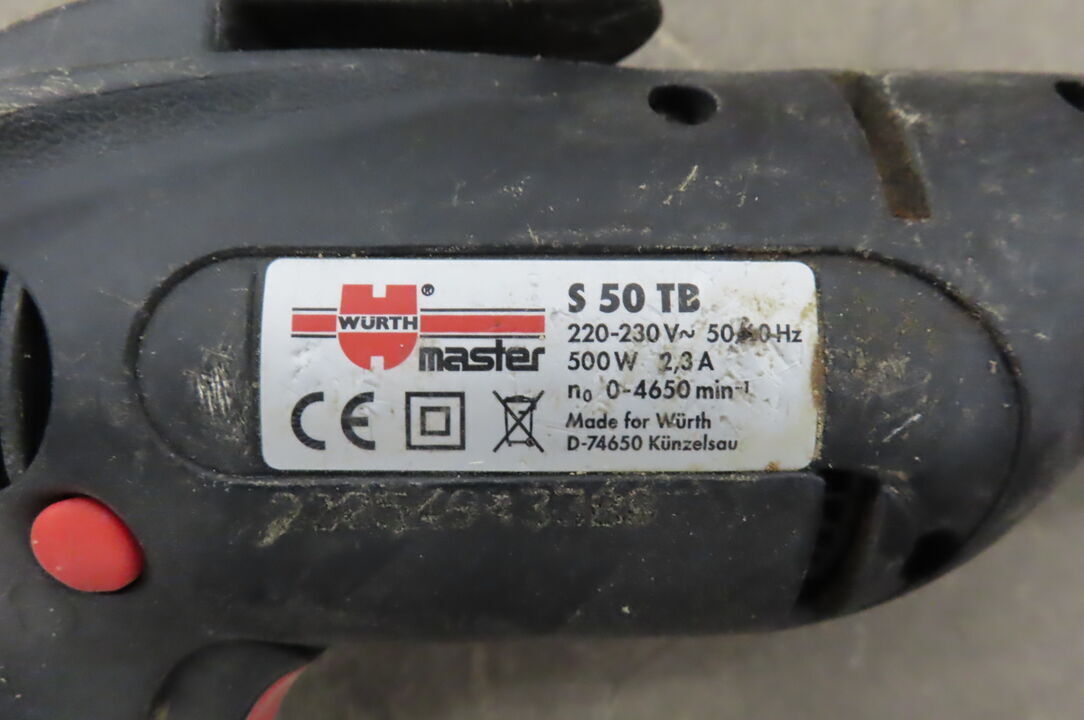 WÜRTH®
master
S 50 TB
220-230 V~
500 W 2,3 A
n₀ 0-4650 min⁻¹
Made for Würth
D-74650 Künzelsau
CE